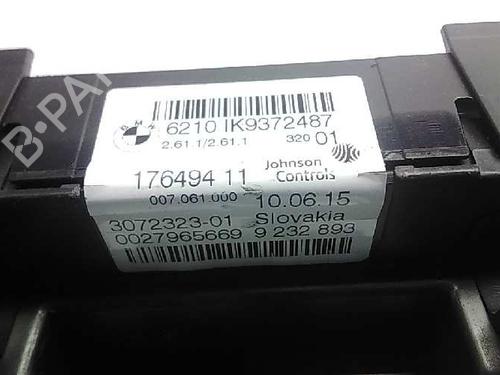 6210 IK9372487
2.61.1/2.61.1
320 01
Johnson
Controls
176494 11
007.061.000 10.06.15
3072323-01 Slovakia
0027965669 9 232 893
B-PARTS